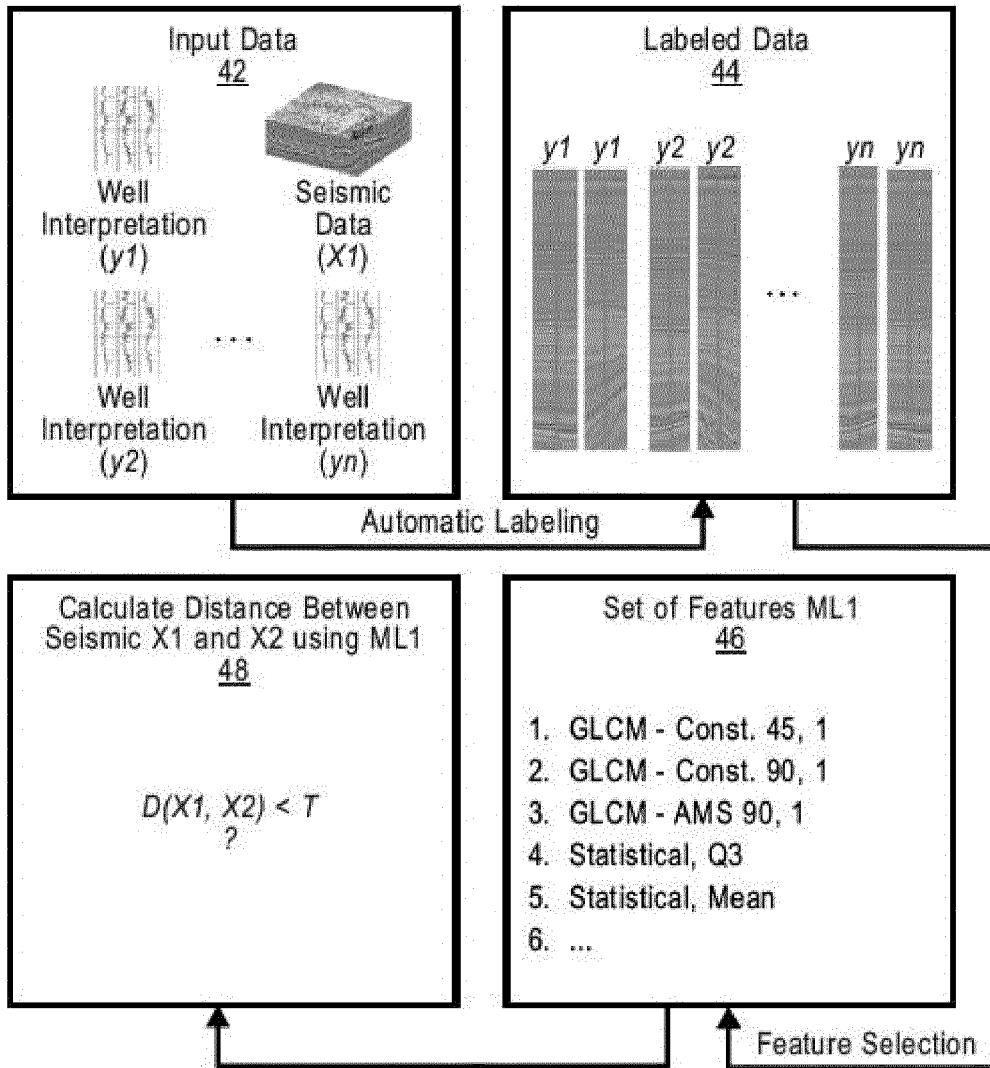 Input Data
42
Well
Interpretation
(y1)
Seismic
Data
(X1)
...
Well
Interpretation
(y2)
Well
Interpretation
(yn)
Labeled Data
44
y1 y1 y2 y2 yn yn
...
Automatic Labeling
Calculate Distance Between
Seismic X1 and X2 using ML1
48
D(X1, X2) < T
?
Set of Features ML1
46
1. GLCM - Const. 45, 1
2. GLCM - Const. 90, 1
3. GLCM - AMS 90, 1
4. Statistical, Q3
5. Statistical, Mean
6. ...
Feature Selection